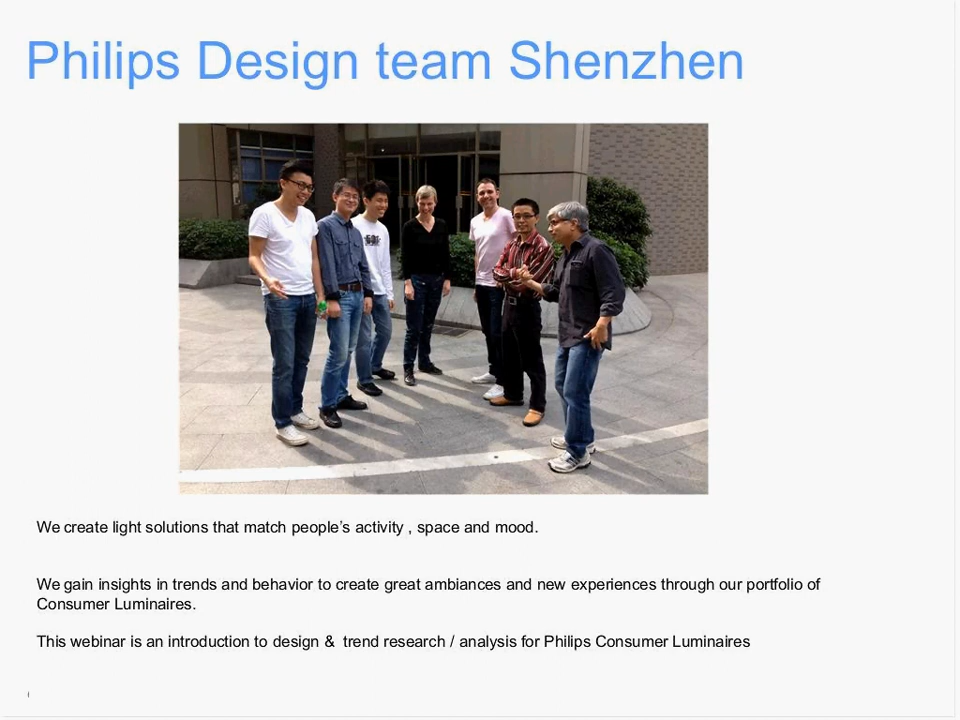 Philips Design team Shenzhen
We create light solutions that match people's activity , space and mood.
We gain insights in trends and behavior to create great ambiances and new experiences through our portfolio of
Consumer Luminaires.
This webinar is an introduction to design &  trend research / analysis for Philips Consumer Luminaires